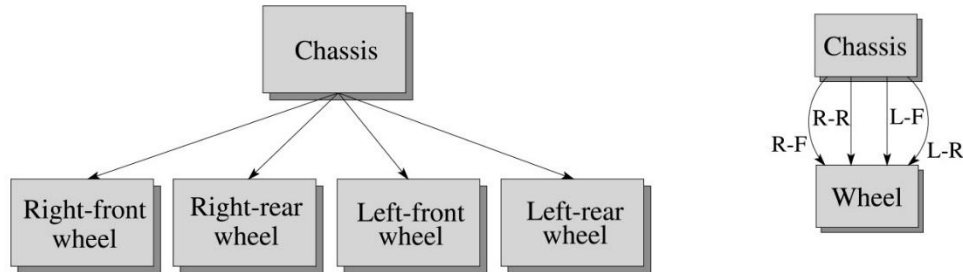 Chassis
Right-front
wheel
Right-rear
wheel
Left-front
wheel
Left-rear
wheel
Chassis
R-F
R-R
L-F
L-R
Wheel